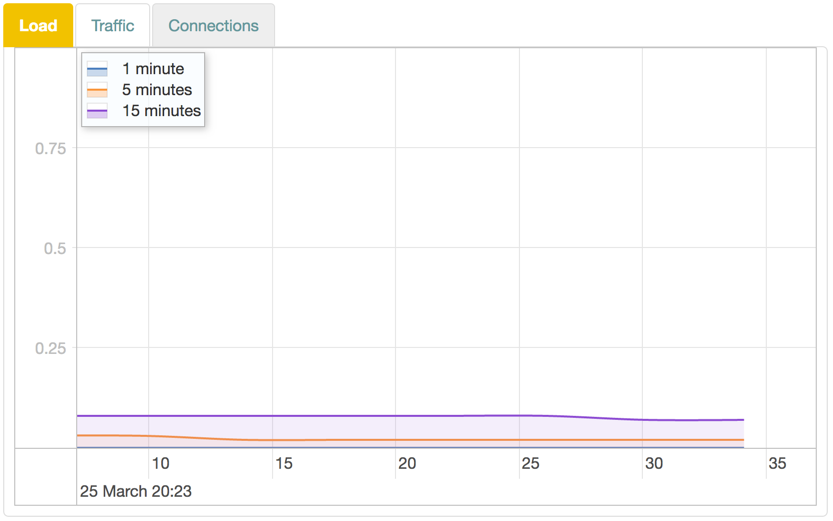 Load Traffic Connections
1 minute
5 minutes
15 minutes
0.75
0.5
0.25
10 15 20 25 30 35
25 March 20:23